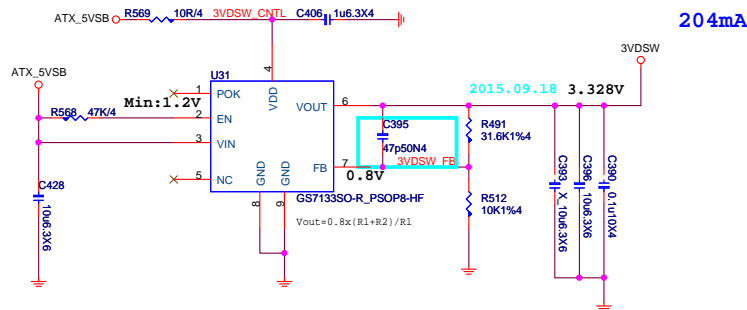 204mA
ATX_5VSB
R569
10R/4
3VDSW_CNTL
C406
1u6.3X4
3VDSW
ATX_5VSB
U31
4
2015.09.18
3.328V
1
POK
VDD
Min:1.2V
VOUT
6
R568
47K/4
2
EN
C395
47p50N4
R491
31.6K1%4
3
VIN
3VDSW_FB
FB
7
0.8V
5
NC
GND
GND
C428
10u6.3X6
8
9
GS7133SO-R_PSOP8-HF
R512
10K1%4
C393
X_10u6.3X6
C396
10u6.3X6
C390
0.1u10X4
Vout=0.8x(R1+R2)/R1